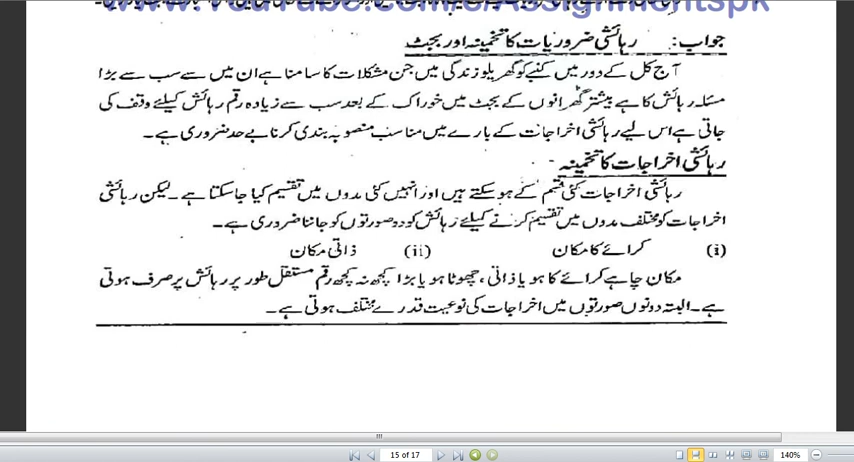 www.YouTube.com/c/Assignmentspk
جواب: رہائشی ضروریات کا تخمینہ اور بجٹ
آج کل کے دور میں کنبے کو گھریلو زندگی میں جن مشکلات کا سامنا ہے ان میں سے سب سے بڑا
مسئلہ رہائش کا ہے بیشتر گھرانوں کے بجٹ میں خوراک کے بعد سب سے زیادہ رقم رہائش کیلئے وقف کی
جاتی ہے اس لیے رہائشی اخراجات کے بارے میں مناسب منصوبہ بندی کرنا بے حد ضروری ہے۔
رہائشی اخراجات کا تخمینہ
رہائشی اخراجات کئی قسم کے ہو سکتے ہیں اور انہیں کئی مدوں میں تقسیم کیا جا سکتا ہے۔ لیکن رہائشی
اخراجات کو مختلف مدوں میں تقسیم کرنے کیلئے رہائش کو دو صورتوں کو جاننا ضروری ہے۔
(i) کرائے کا مکان (ii) ذاتی مکان
مکان چاہے کرائے کا ہو یا ذاتی، چھوٹا ہو یا بڑا کچھ نہ کچھ رقم مستقل طور پر رہائش پر صرف ہوتی
ہے۔ البتہ دونوں صورتوں میں اخراجات کی نوعیت قدرے مختلف ہوتی ہے۔
15 of 17
140%